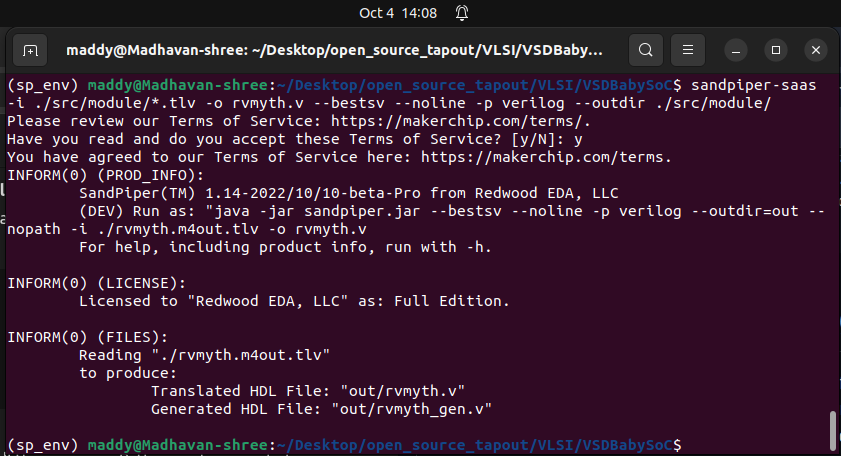 Oct 4 14:08
maddy@Madhavan-shree: ~/Desktop/open_source_tapout/VLSI/VSDBaby...
(sp_env) maddy@Madhavan-shree:~/Desktop/open_source_tapout/VLSI/VSDBabySoC$ sandpiper-saas
-i ./src/module/*.tlv -o rvmyth.v --bestsv --noline -p verilog --outdir ./src/module/
Please review our Terms of Service: https://makerchip.com/terms/.
Have you read and do you accept these Terms of Service? [y/N]: y
You have agreed to our Terms of Service here: https://makerchip.com/terms.
INFORM(0) (PROD_INFO):
SandPiper(TM) 1.14-2022/10/10-beta-Pro from Redwood EDA, LLC
(DEV) Run as: "java -jar sandpiper.jar --bestsv --noline -p verilog --outdir=out --
nopath -i ./rvmyth.m4out.tlv -o rvmyth.v
For help, including product info, run with -h.
INFORM(0) (LICENSE):
Licensed to "Redwood EDA, LLC" as: Full Edition.
INFORM(0) (FILES):
Reading "./rvmyth.m4out.tlv"
to produce:
Translated HDL File: "out/rvmyth.v"
Generated HDL File: "out/rvmyth_gen.v"
(sp_env) maddy@Madhavan-shree:~/Desktop/open_source_tapout/VLSI/VSDBabySoC$